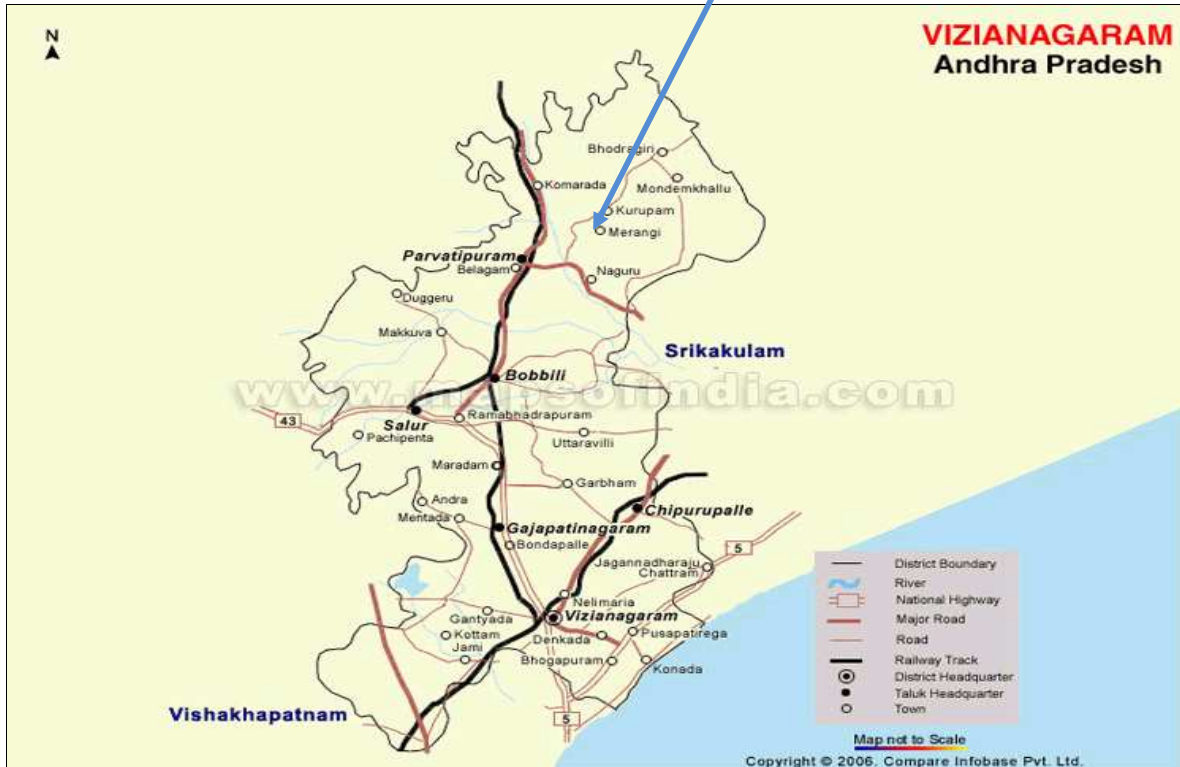 N
VIZIANAGARAM
Andhra Pradesh
Bhodragiri
Komarada
Mondemkhallu
Kurupam
Merangi
Parvatipuram
Belagam
Naguru
Duggeru
Makkuva
Srikakulam
Bobbili
www.mapsofindia.com
43
Salur
Ramabhadrapuram
Pachipenta
Uttaravilli
Maradam
Garbham
Andra
Mentada
Chipurupalle
Gajapatinagaram
Bondapalle
5
Jagannadharaju
Chattram
Nelimaria
Gantyada
Vizianagaram
Kottam
Denkada
Pusapatirega
Jami
Bhogapuram
Konada
Vishakhapatnam
5
District Boundary
River
National Highway
Major Road
Road
Railway Track
District Headquarter
Taluk Headquarter
Town
Map not to Scale
Copyright © 2006. Compare Infobase Pvt. Ltd.